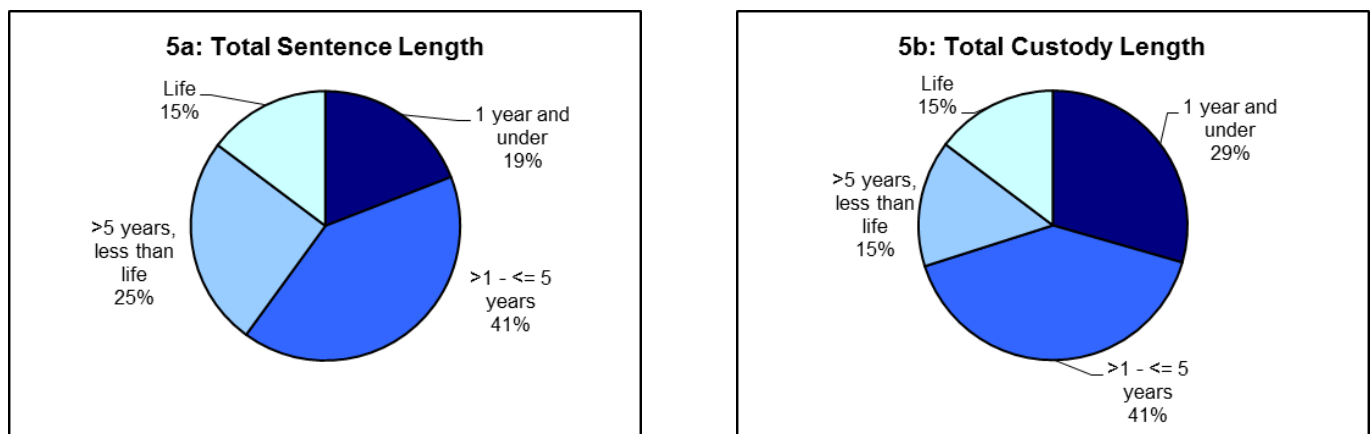 5a: Total Sentence Length
Life
15%
1 year and
under
19%
>5 years,
less than
life
25%
>1 - <= 5
years
41%
5b: Total Custody Length
Life
15%
1 year and
under
29%
>5 years,
less than
life
15%
>1 - <= 5
years
41%